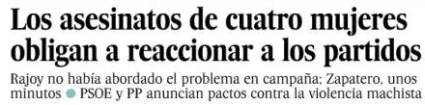 Los asesinatos de cuatro mujeres
obligan a reaccionar a los partidos
Rajoy no había abordado el problema en campaña; Zapatero, unos
minutos ● PSOE y PP anuncian pactos contra la violencia machista